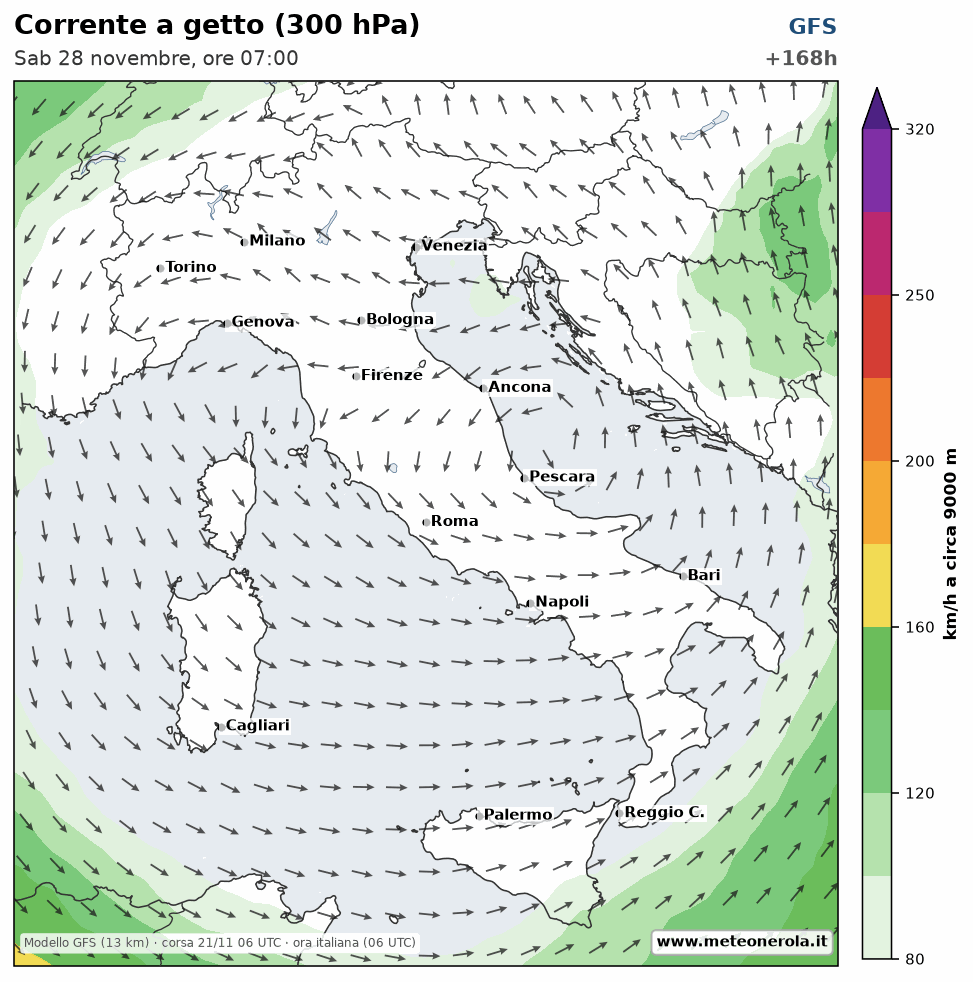 Corrente a getto (300 hPa)
GFS
Sab 28 novembre, ore 07:00
+168h
Milano
Venezia
Torino
Genova
Bologna
Firenze
Ancona
Pescara
Roma
Bari
Napoli
Cagliari
Palermo
Reggio C.
320
250
200
160
120
80
km/h a circa 9000 m
Modello GFS (13 km) · corsa 21/11 06 UTC · ora italiana (06 UTC)
www.meteonerola.it